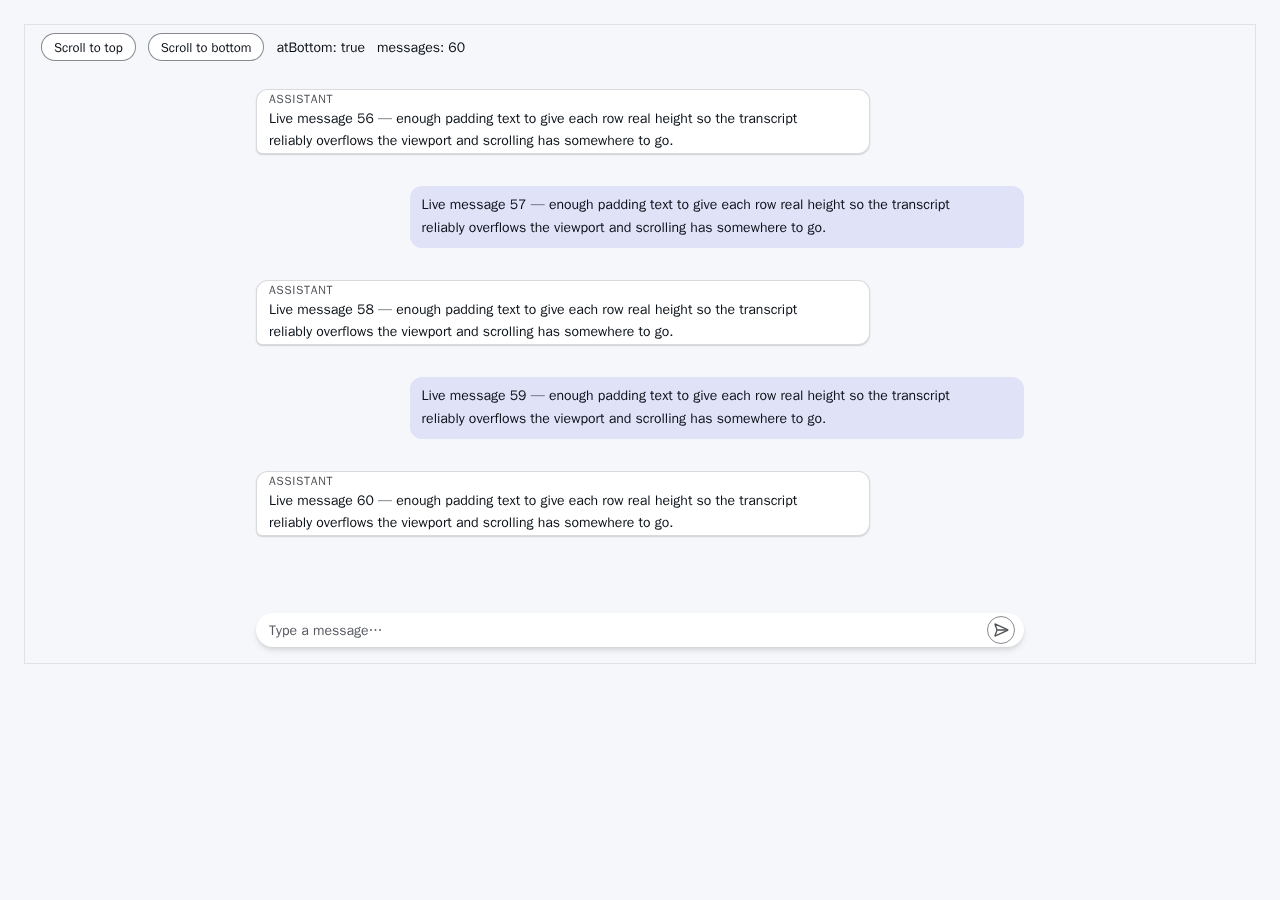 Scroll to top Scroll to bottom atBottom: true messages: 60
ASSISTANT
Live message 56 — enough padding text to give each row real height so the transcript
reliably overflows the viewport and scrolling has somewhere to go.
Live message 57 — enough padding text to give each row real height so the transcript
reliably overflows the viewport and scrolling has somewhere to go.
ASSISTANT
Live message 58 — enough padding text to give each row real height so the transcript
reliably overflows the viewport and scrolling has somewhere to go.
Live message 59 — enough padding text to give each row real height so the transcript
reliably overflows the viewport and scrolling has somewhere to go.
ASSISTANT
Live message 60 — enough padding text to give each row real height so the transcript
reliably overflows the viewport and scrolling has somewhere to go.
Type a message…